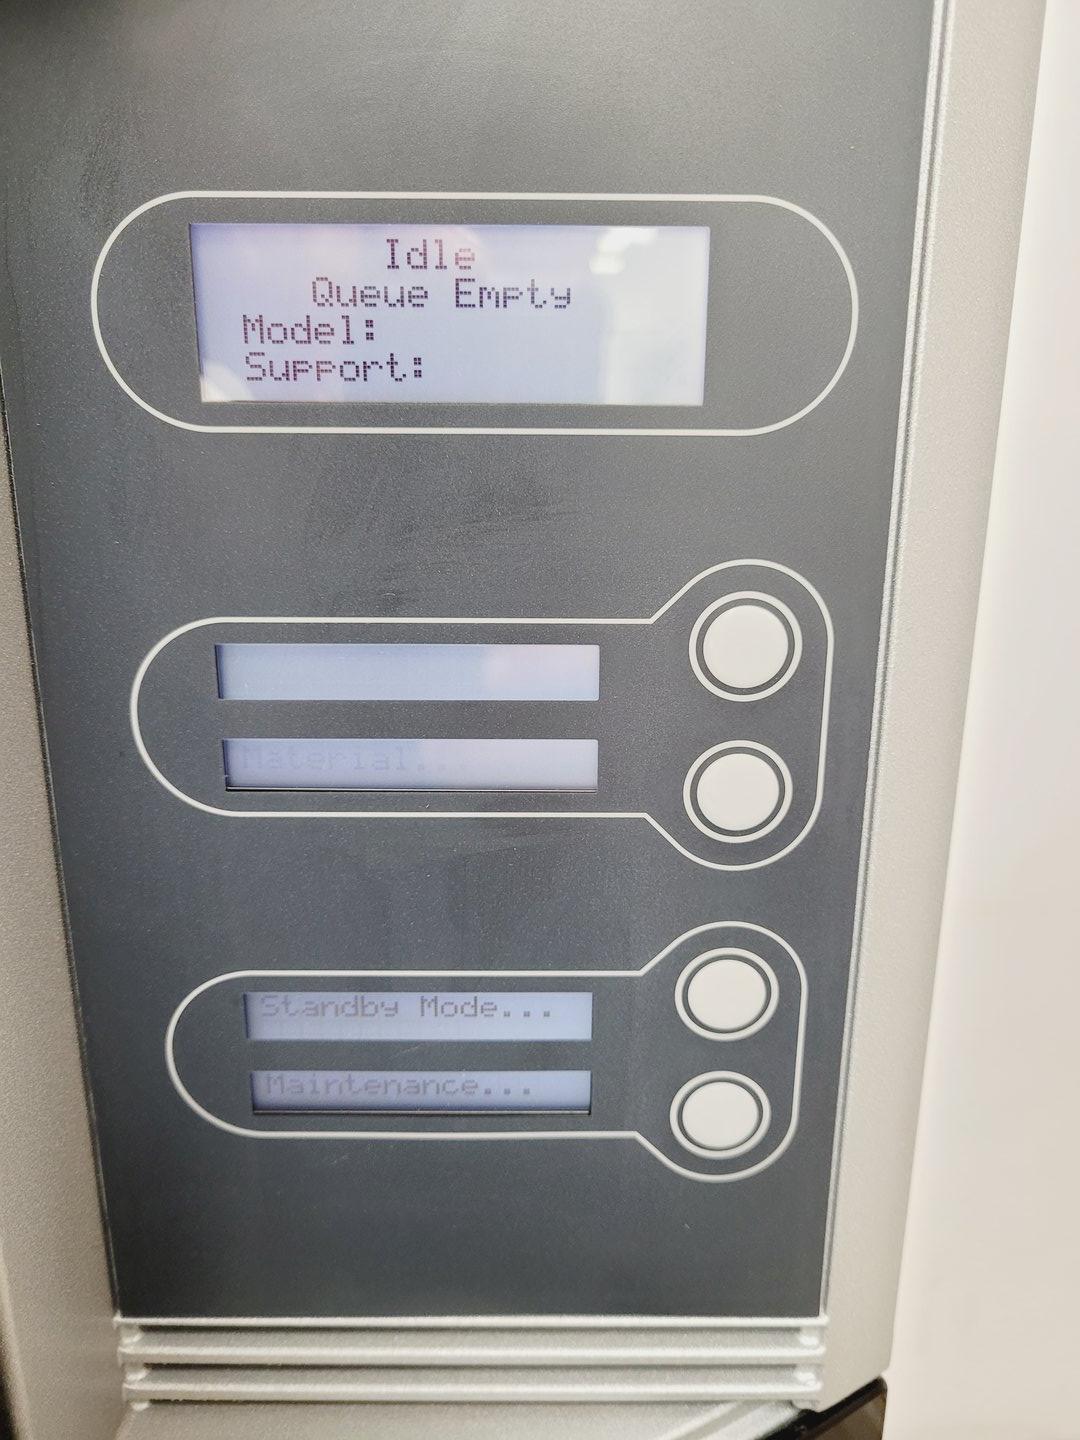 Idle
Queue Empty
Model:
Support:
Material...
Standby Mode...
Maintenance...